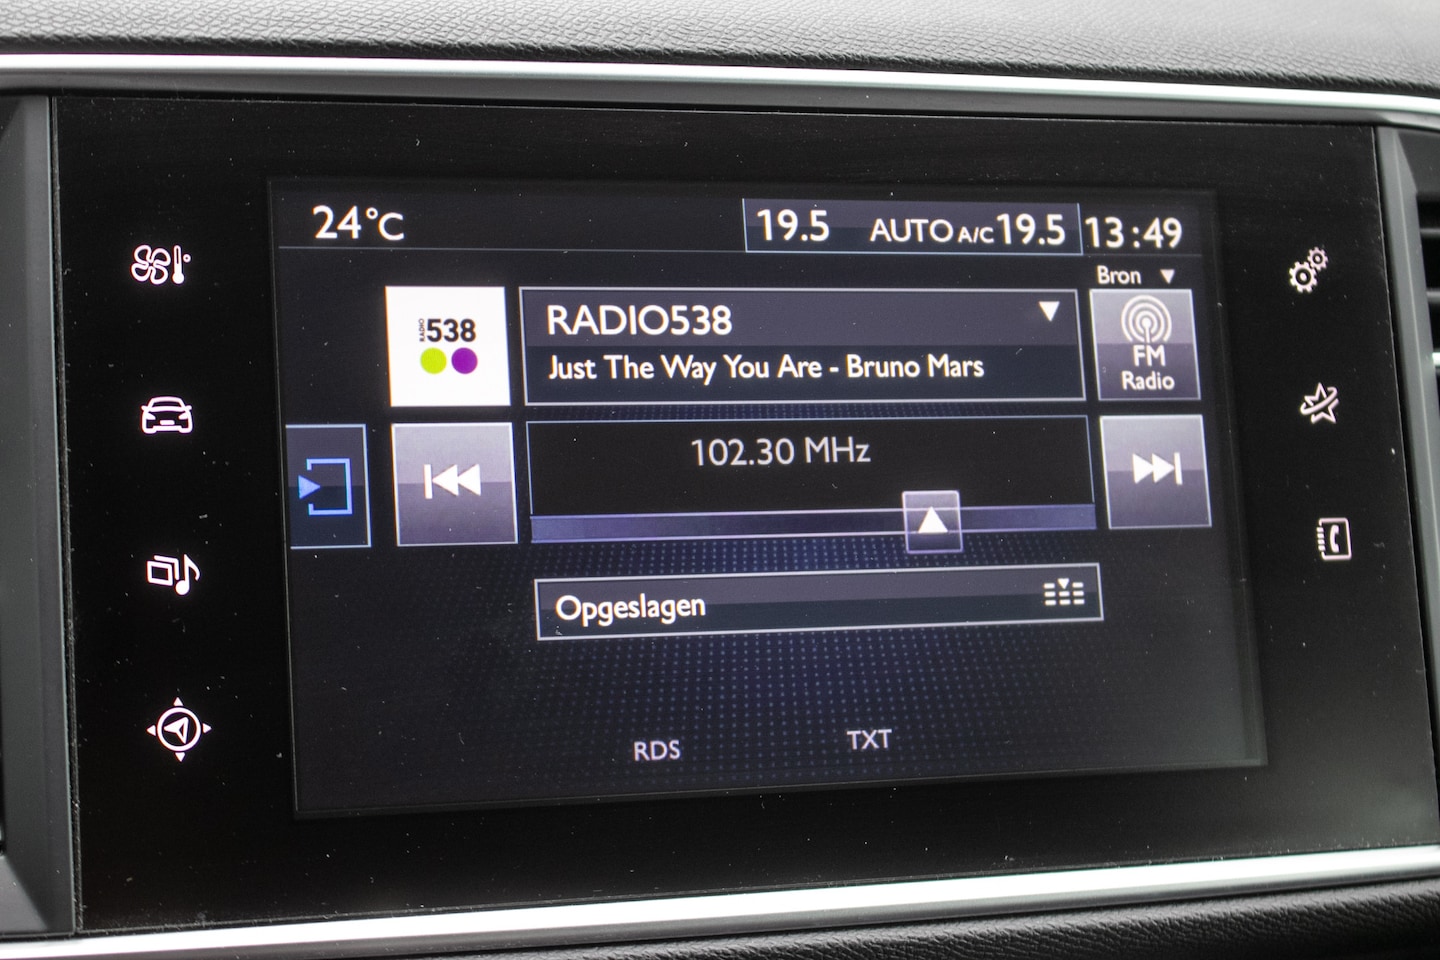 24°C
19.5 AUTO A/C 19.5
13:49
Bron
RADIO 538
RADIO538
Just The Way You Are - Bruno Mars
FM
Radio
102.30 MHz
Opgeslagen
RDS
TXT